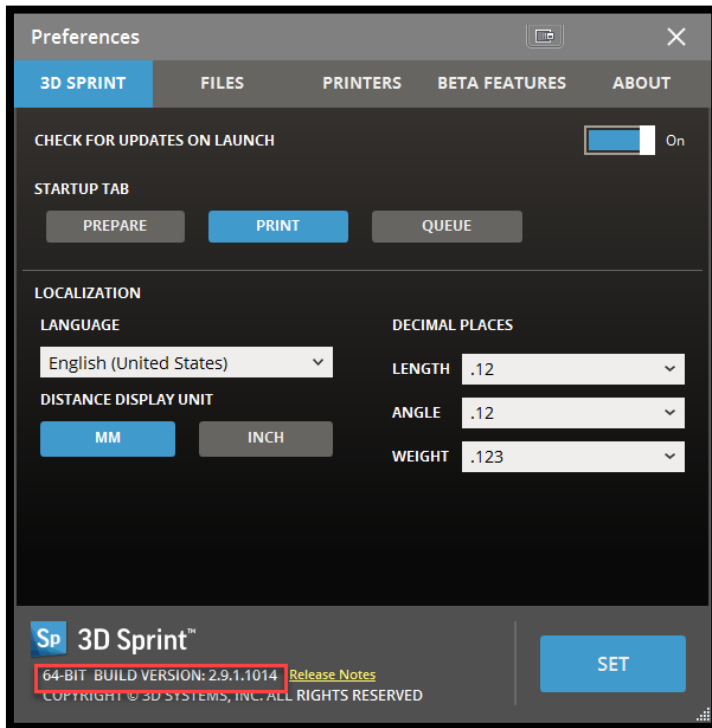 Preferences
3D SPRINT FILES PRINTERS BETA FEATURES ABOUT
CHECK FOR UPDATES ON LAUNCH On
STARTUP TAB
PREPARE PRINT QUEUE
LOCALIZATION
LANGUAGE DECIMAL PLACES
English (United States) LENGTH .12
DISTANCE DISPLAY UNIT ANGLE .12
MM INCH WEIGHT .123
Sp 3D Sprint™
64-BIT BUILD VERSION: 2.9.1.1014 Release Notes
COPYRIGHT © 3D SYSTEMS, INC. ALL RIGHTS RESERVED
SET